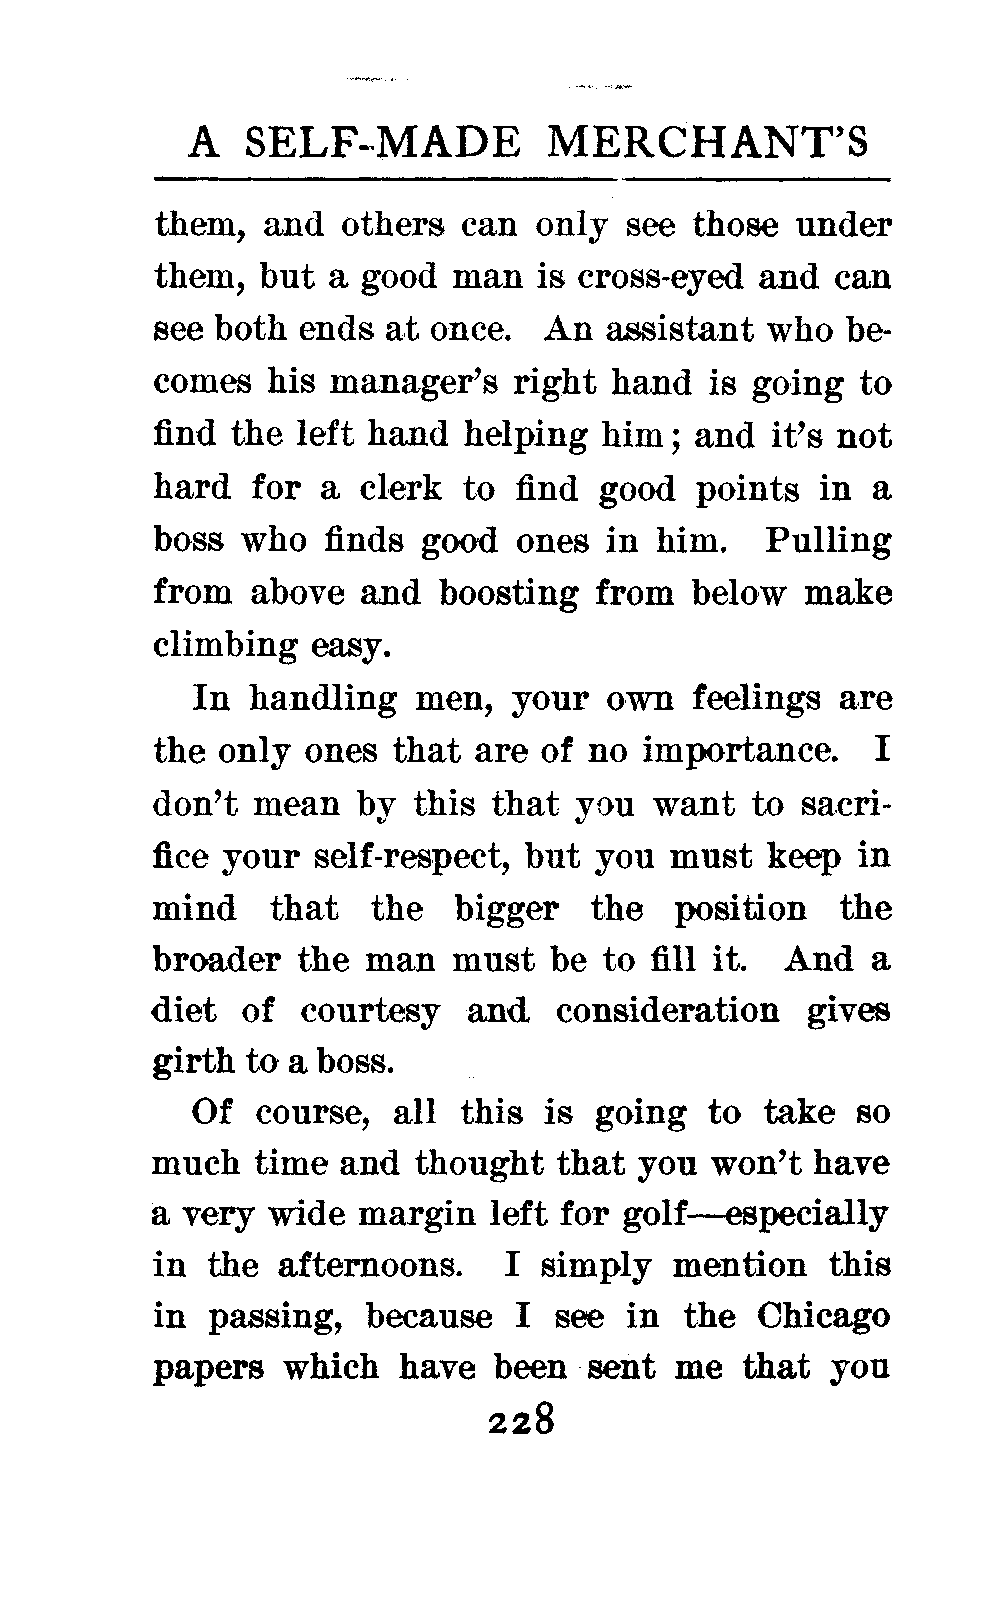 A SELF-MADE MERCHANT'S
them, and others can only see those under
them, but a good man is cross-eyed and can
see both ends at once. An assistant who be-
comes his manager's right hand is going to
find the left hand helping him; and it's not
hard for a clerk to find good points in a
boss who finds good ones in him. Pulling
from above and boosting from below make
climbing easy.
In handling men, your own feelings are
the only ones that are of no importance. I
don't mean by this that you want to sacri-
fice your self-respect, but you must keep in
mind that the bigger the position the
broader the man must be to fill it. And a
diet of courtesy and consideration gives
girth to a boss.
Of course, all this is going to take so
much time and thought that you won't have
a very wide margin left for golf—especially
in the afternoons. I simply mention this
in passing, because I see in the Chicago
papers which have been sent me that you
228